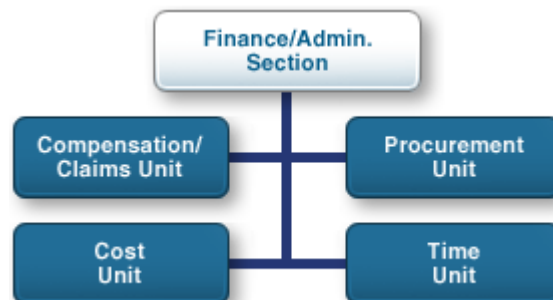 Finance/Admin.
Section
Compensation/
Claims Unit
Procurement
Unit
Cost
Unit
Time
Unit